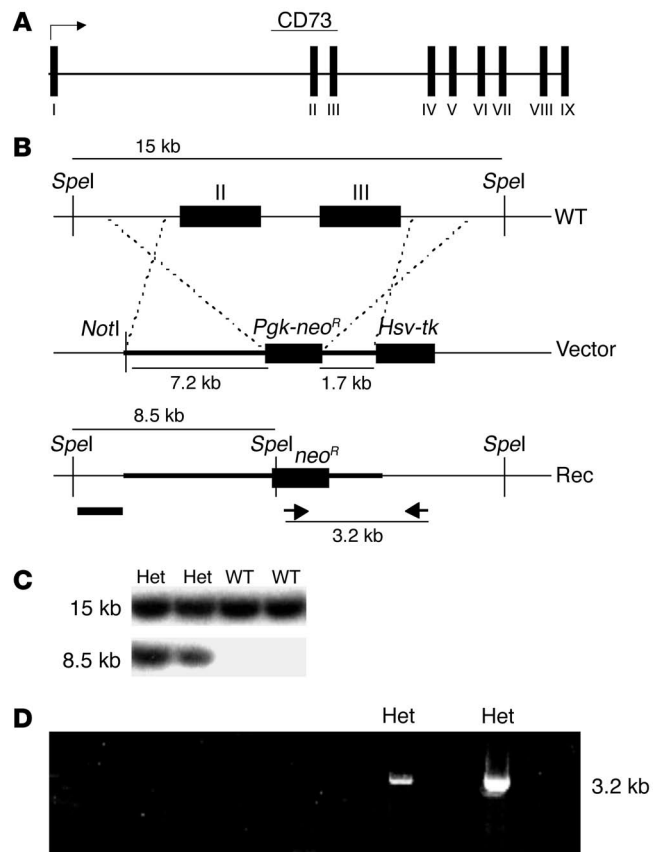 A
CD73
I II III IV V VI VII VIII IX
B
15 kb
SpeI II III SpeI
WT
NotI Pgk-neoR Hsv-tk
Vector
7.2 kb 1.7 kb
8.5 kb
SpeI SpeI neoR SpeI
Rec
3.2 kb
C
Het Het WT WT
15 kb
8.5 kb
D
Het Het
3.2 kb